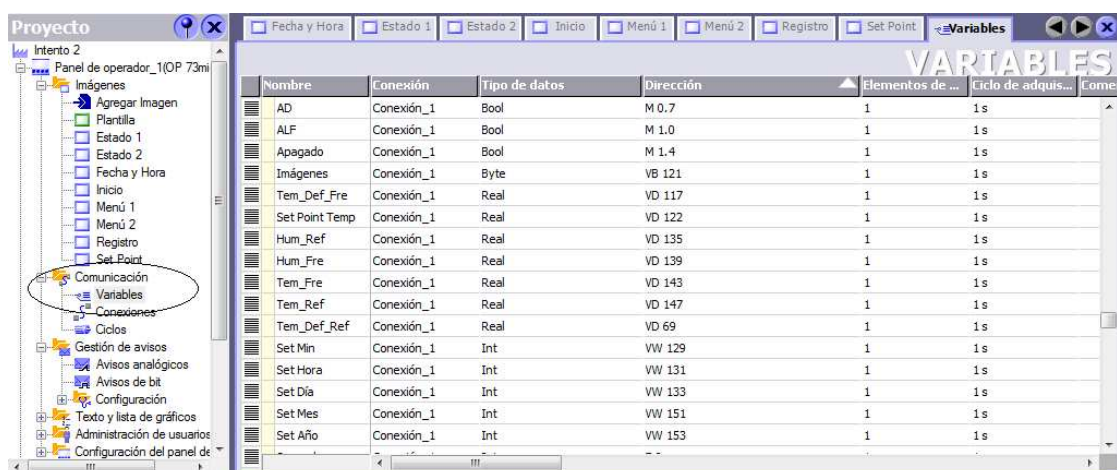 Proyecto
Intento 2
Panel de operador_1(OP 73mi
Imágenes
Agregar Imagen
Plantilla
Estado 1
Estado 2
Fecha y Hora
Inicio
Menú 1
Menú 2
Registro
Set Point
Comunicación
Variables
Conexiones
Ciclos
Gestión de avisos
Avisos analógicos
Avisos de bit
Configuración
Texto y lista de gráficos
Administración de usuarios
Configuración del panel de
Fecha y Hora Estado 1 Estado 2 Inicio Menú 1 Menú 2 Registro Set Point Variables
VARIABLES
Nombre Conexión Tipo de datos Dirección Elementos de ... Ciclo de adquis... Come
AD Conexión_1 Bool M 0.7 1 1 s
ALF Conexión_1 Bool M 1.0 1 1 s
Apagado Conexión_1 Bool M 1.4 1 1 s
Imágenes Conexión_1 Byte VB 121 1 1 s
Tem_Def_Fre Conexión_1 Real VD 117 1 1 s
Set Point Temp Conexión_1 Real VD 122 1 1 s
Hum_Ref Conexión_1 Real VD 135 1 1 s
Hum_Fre Conexión_1 Real VD 139 1 1 s
Tem_Fre Conexión_1 Real VD 143 1 1 s
Tem_Ref Conexión_1 Real VD 147 1 1 s
Tem_Def_Ref Conexión_1 Real VD 69 1 1 s
Set Min Conexión_1 Int VW 129 1 1 s
Set Hora Conexión_1 Int VW 131 1 1 s
Set Día Conexión_1 Int VW 133 1 1 s
Set Mes Conexión_1 Int VW 151 1 1 s
Set Año Conexión_1 Int VW 153 1 1 s